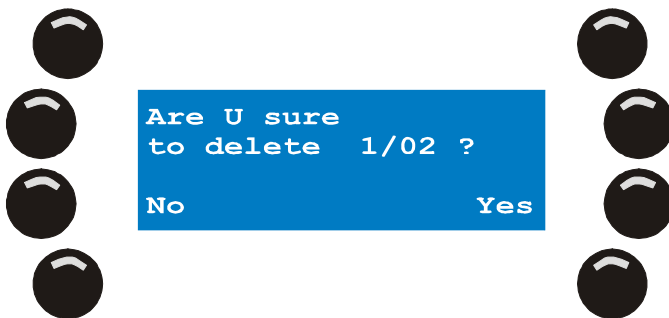 Are U sure
to delete 1/02 ?
No Yes